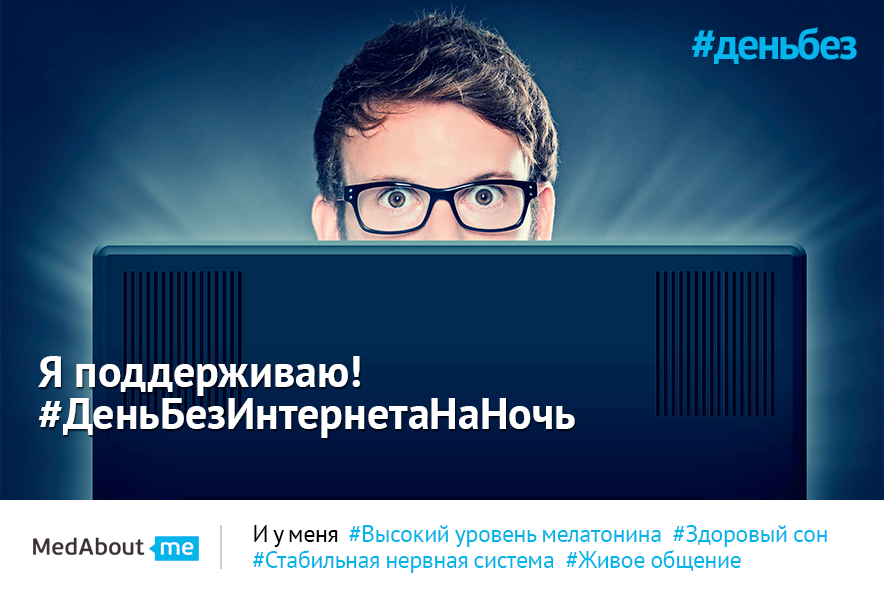 #деньбез
Я поддерживаю!
#ДеньБезИнтернетаНаНочь
MedAbout me
И у меня #Высокий уровень мелатонина #Здоровый сон
#Стабильная нервная система #Живое общение